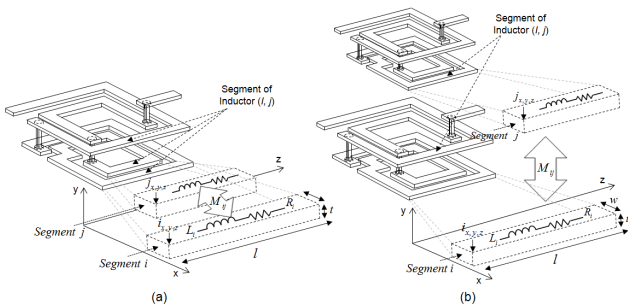 Segment of
Inductor (I, j)
j x,y,z
M ij
R i
L i
i x,y,z
y
z
x
w
t
l
Segment j
Segment i
(a)
Segment of
Inductor (I, j)
j x,y,z
Segment j
M ij
y
z
x
w
t
l
i x,y,z
L i
R i
Segment i
(b)